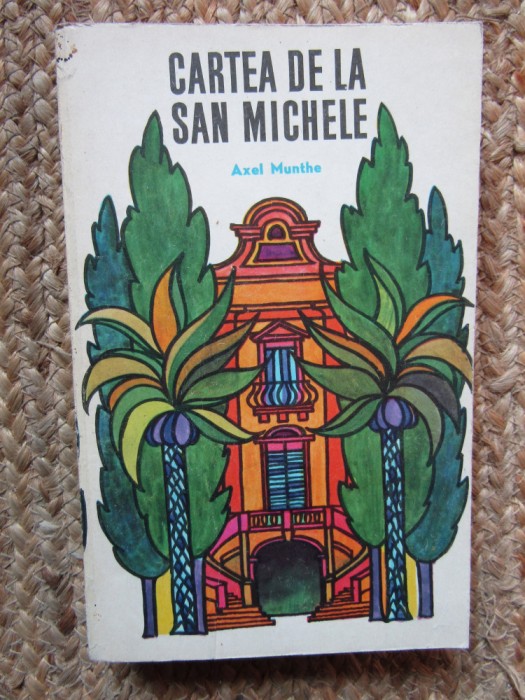 CARTEA DE LA
SAN MICHELE
Axel Munthe